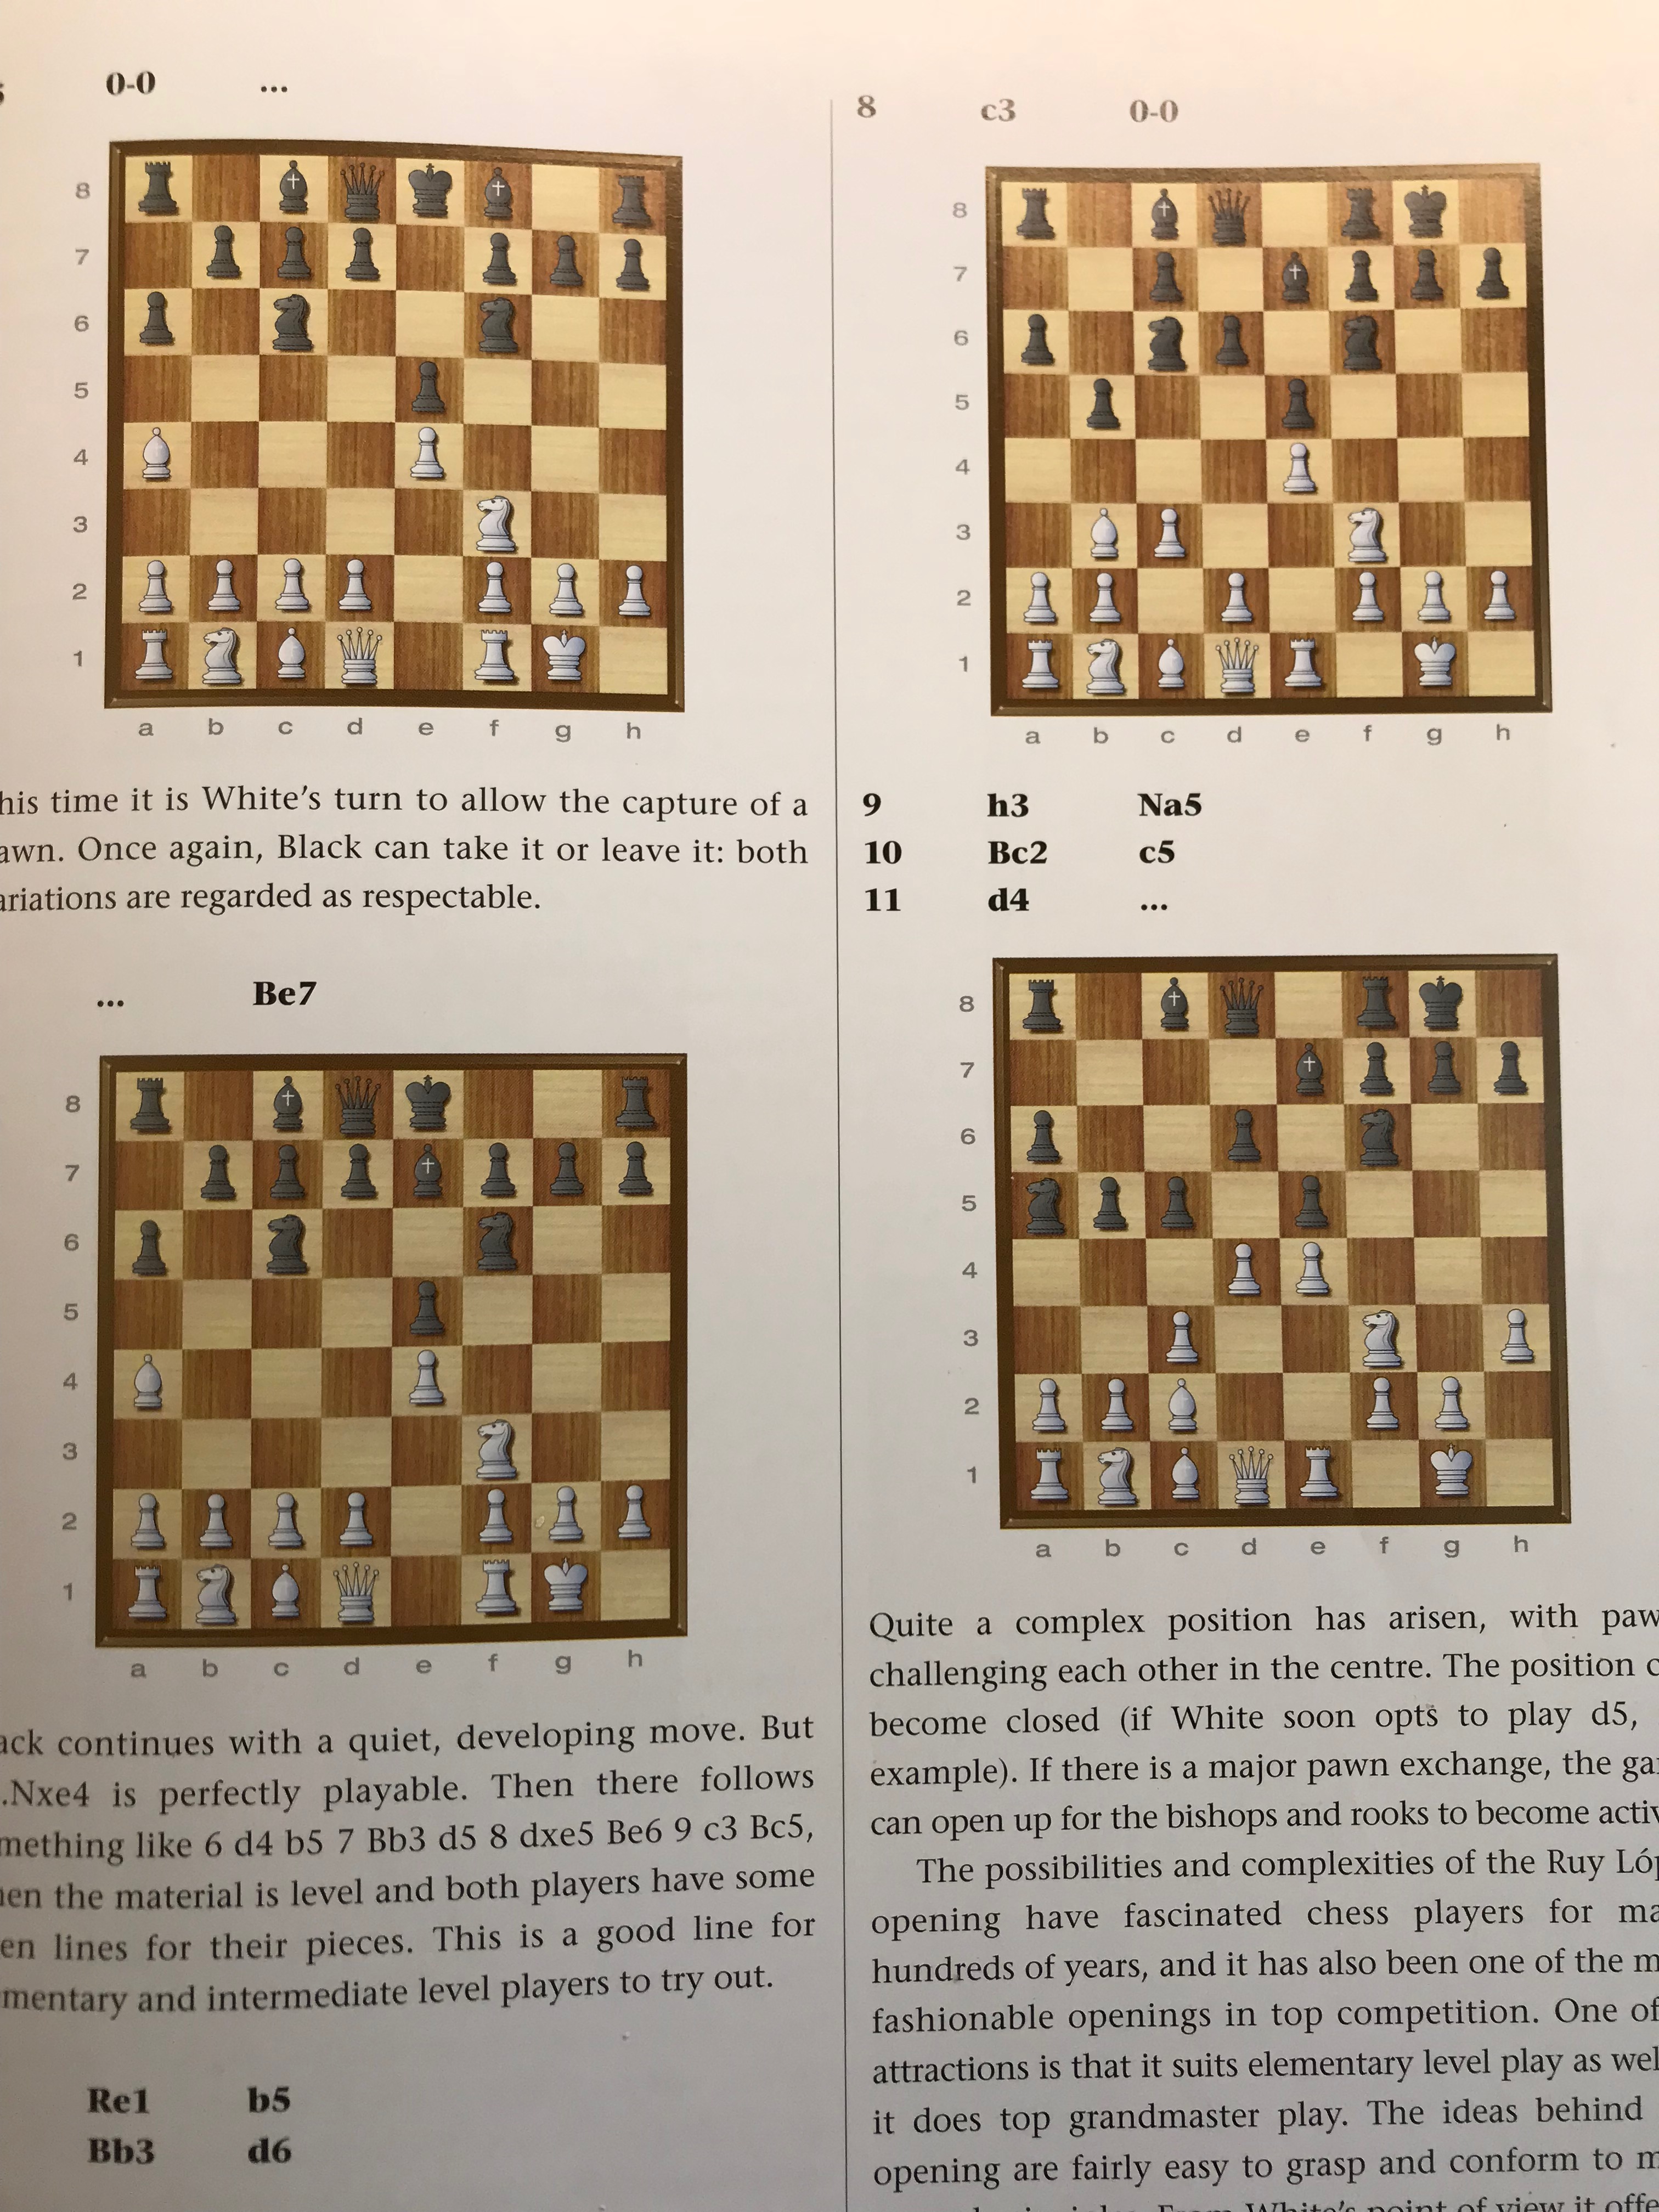 0-0 ...
8
7
6
5
4
3
2
1
a b c d e f g h
his time it is White's turn to allow the capture of a
awn. Once again, Black can take it or leave it: both
ariations are regarded as respectable.
... Be7
8
7
6
5
4
3
2
1
a b c d e f g h
ack continues with a quiet, developing move. But
.Nxe4 is perfectly playable. Then there follows
mething like 6 d4 b5 7 Bb3 d5 8 dxe5 Be6 9 c3 Bc5,
en the material is level and both players have some
en lines for their pieces. This is a good line for
mentary and intermediate level players to try out.
Re1 b5
Bb3 d6
8 c3 0-0
8
7
6
5
4
3
2
1
a b c d e f g h
9 h3 Na5
10 Bc2 c5
11 d4 ...
8
7
6
5
4
3
2
1
a b c d e f g h
Quite a complex position has arisen, with paw
challenging each other in the centre. The position c
become closed (if White soon opts to play d5,
example). If there is a major pawn exchange, the ga
can open up for the bishops and rooks to become activ
The possibilities and complexities of the Ruy Lóp
opening have fascinated chess players for ma
hundreds of years, and it has also been one of the m
fashionable openings in top competition. One of
attractions is that it suits elementary level play as wel
it does top grandmaster play. The ideas behind
opening are fairly easy to grasp and conform to m
From White's point of view it offe